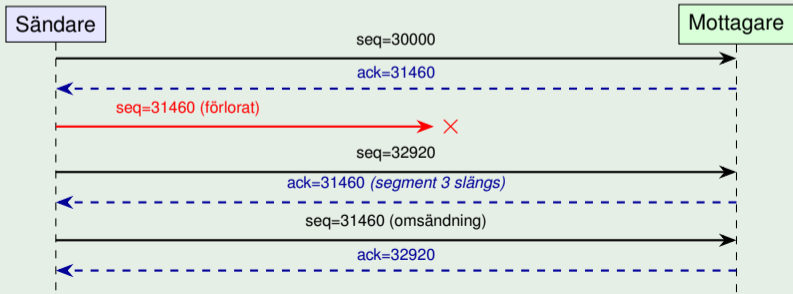 Sändare
Mottagare
seq=30000
ack=31460
seq=31460 (förlorat)
seq=32920
ack=31460 (segment 3 slängs)
seq=31460 (omsändning)
ack=32920